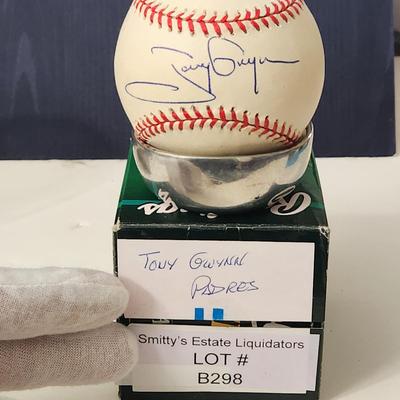 Tony Gwynn
TONY GWYNN
PADRES
Smitty's Estate Liquidators
LOT #
B298